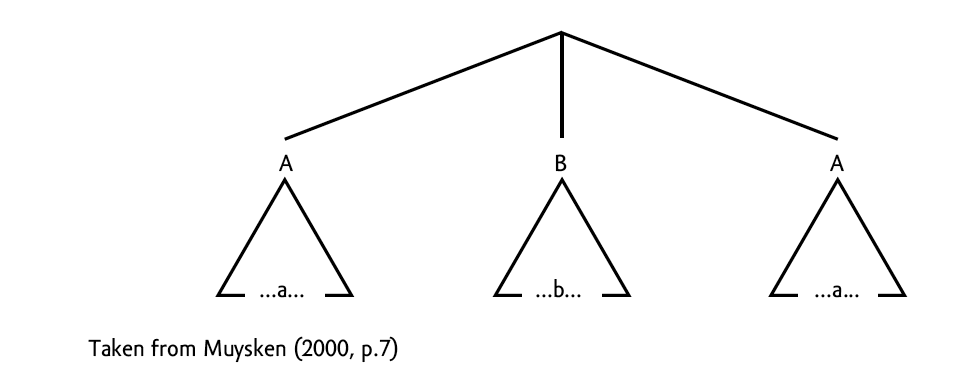 A B A
...a... ...b... ...a...
Taken from Muysken (2000, p.7)